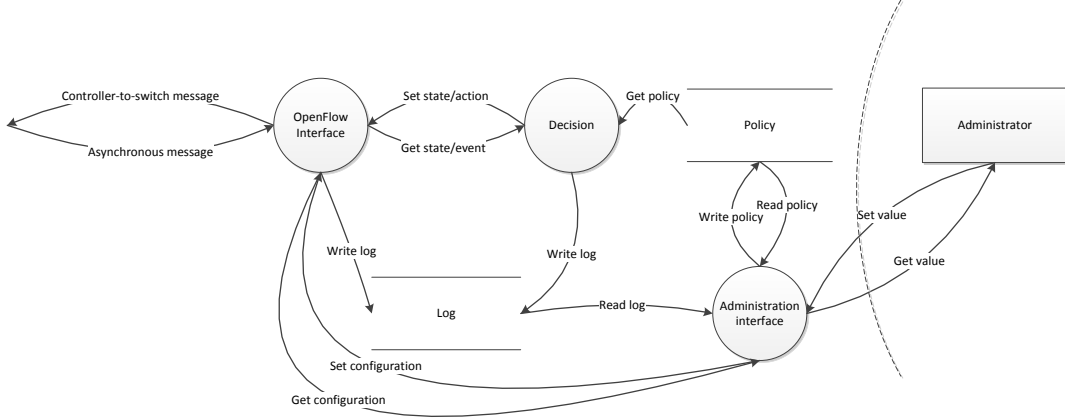 Controller-to-switch message
Asynchronous message
OpenFlow
Interface
Set state/action
Get state/event
Decision
Get policy
Policy
Administrator
Write policy
Read policy
Set value
Get value
Write log
Write log
Log
Read log
Administration
interface
Set configuration
Get configuration